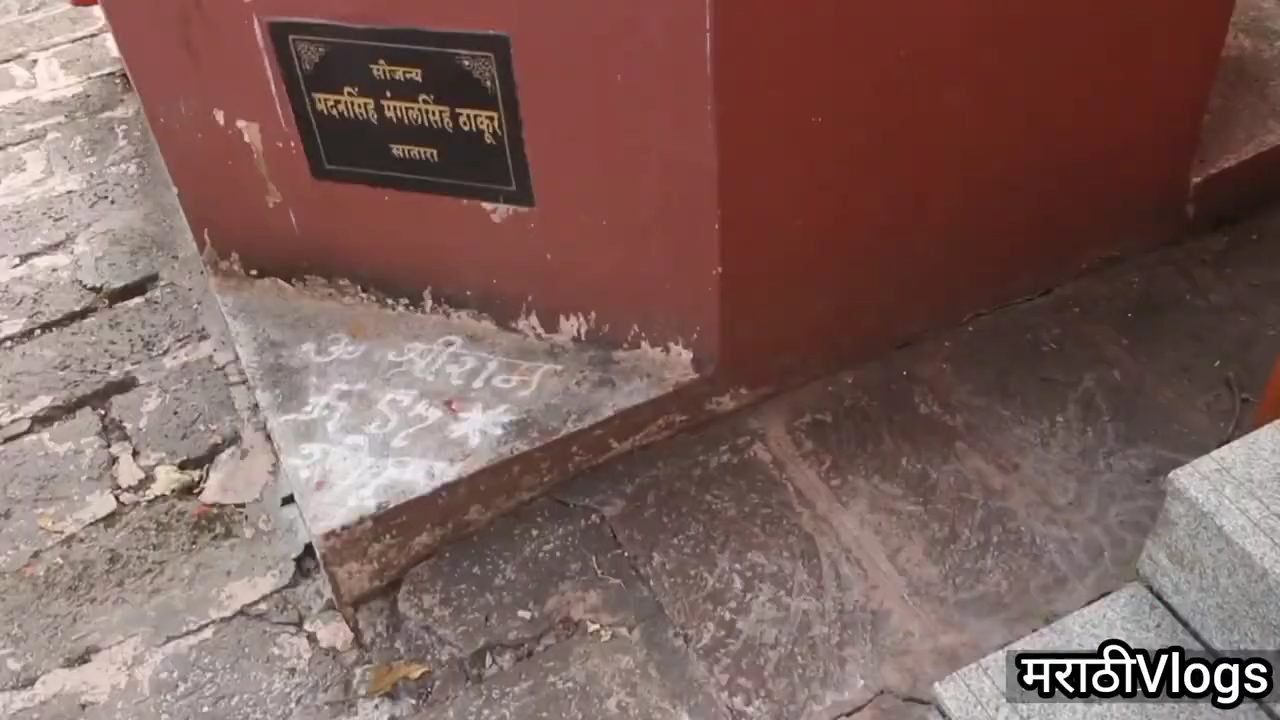 सौजन्य
मदनसिंह मंगलसिंह ठाकूर
सातारा
ॐ श्रीराम
मराठीVlogs